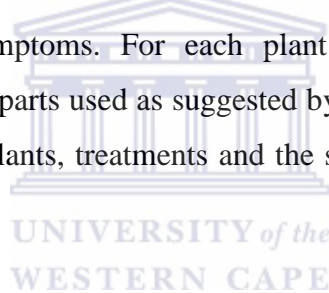 mptoms. For each plant
parts used as suggested by
lants, treatments and the s
UNIVERSITY of the
WESTERN CAPE